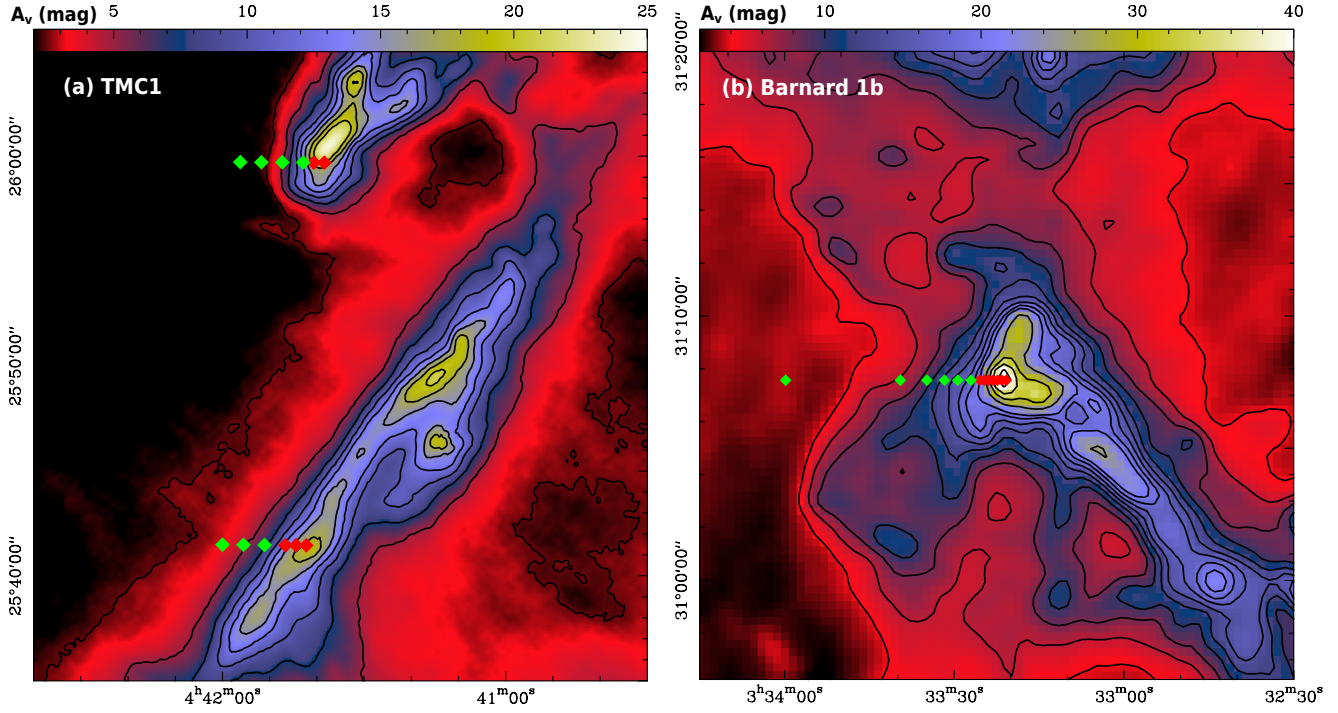 Aᵥ (mag) 5 10 15 20 25
(a) TMC1
26°00'00"
25°50'00"
25°40'00"
4ʰ42ᵐ00ˢ 41ᵐ00ˢ
Aᵥ (mag) 10 20 30 40
(b) Barnard 1b
31°20'00"
31°10'00"
31°00'00"
3ʰ34ᵐ00ˢ 33ᵐ30ˢ 33ᵐ00ˢ 32ᵐ30ˢ